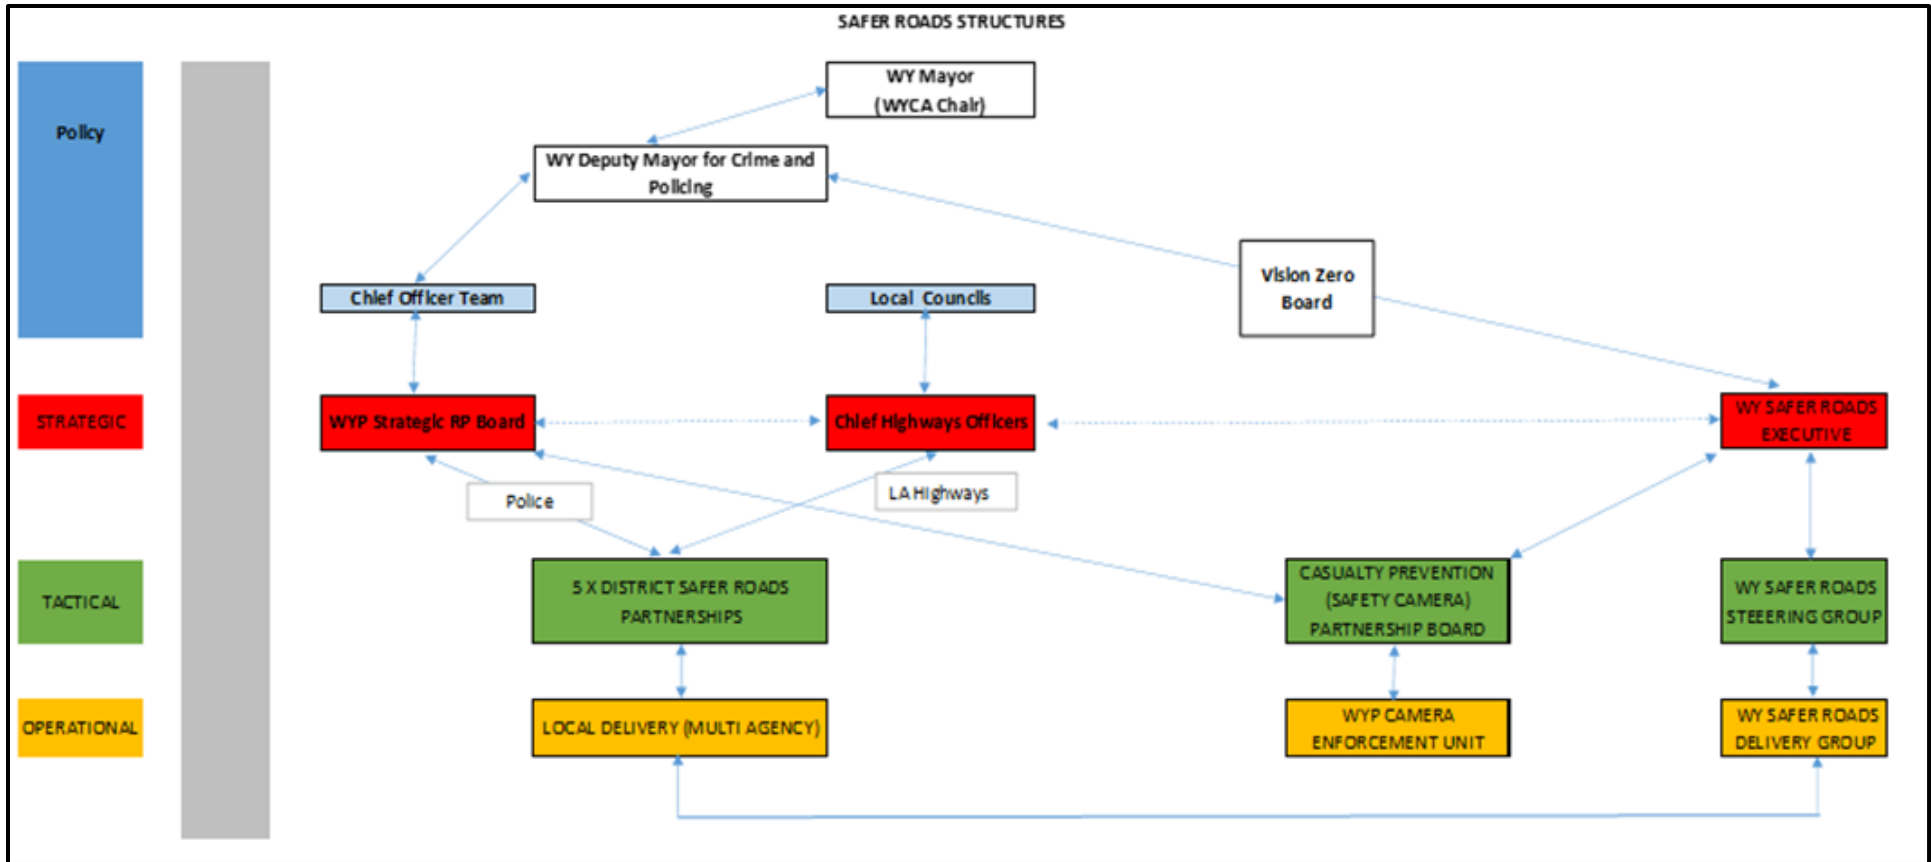 SAFER ROADS STRUCTURES
Policy
WY Mayor
(WYCA Chair)
WY Deputy Mayor for Crime and
Policing
Vision Zero
Board
Chief Officer Team
Local Councils
STRATEGIC
WYP Strategic RP Board
Chief Highways Officers
WY SAFER ROADS
EXECUTIVE
Police
LA Highways
TACTICAL
5 X DISTRICT SAFER ROADS
PARTNERSHIPS
CASUALTY PREVENTION
(SAFETY CAMERA)
PARTNERSHIP BOARD
WY SAFER ROADS
STEEERING GROUP
OPERATIONAL
LOCAL DELIVERY (MULTI AGENCY)
WYP CAMERA
ENFORCEMENT UNIT
WY SAFER ROADS
DELIVERY GROUP